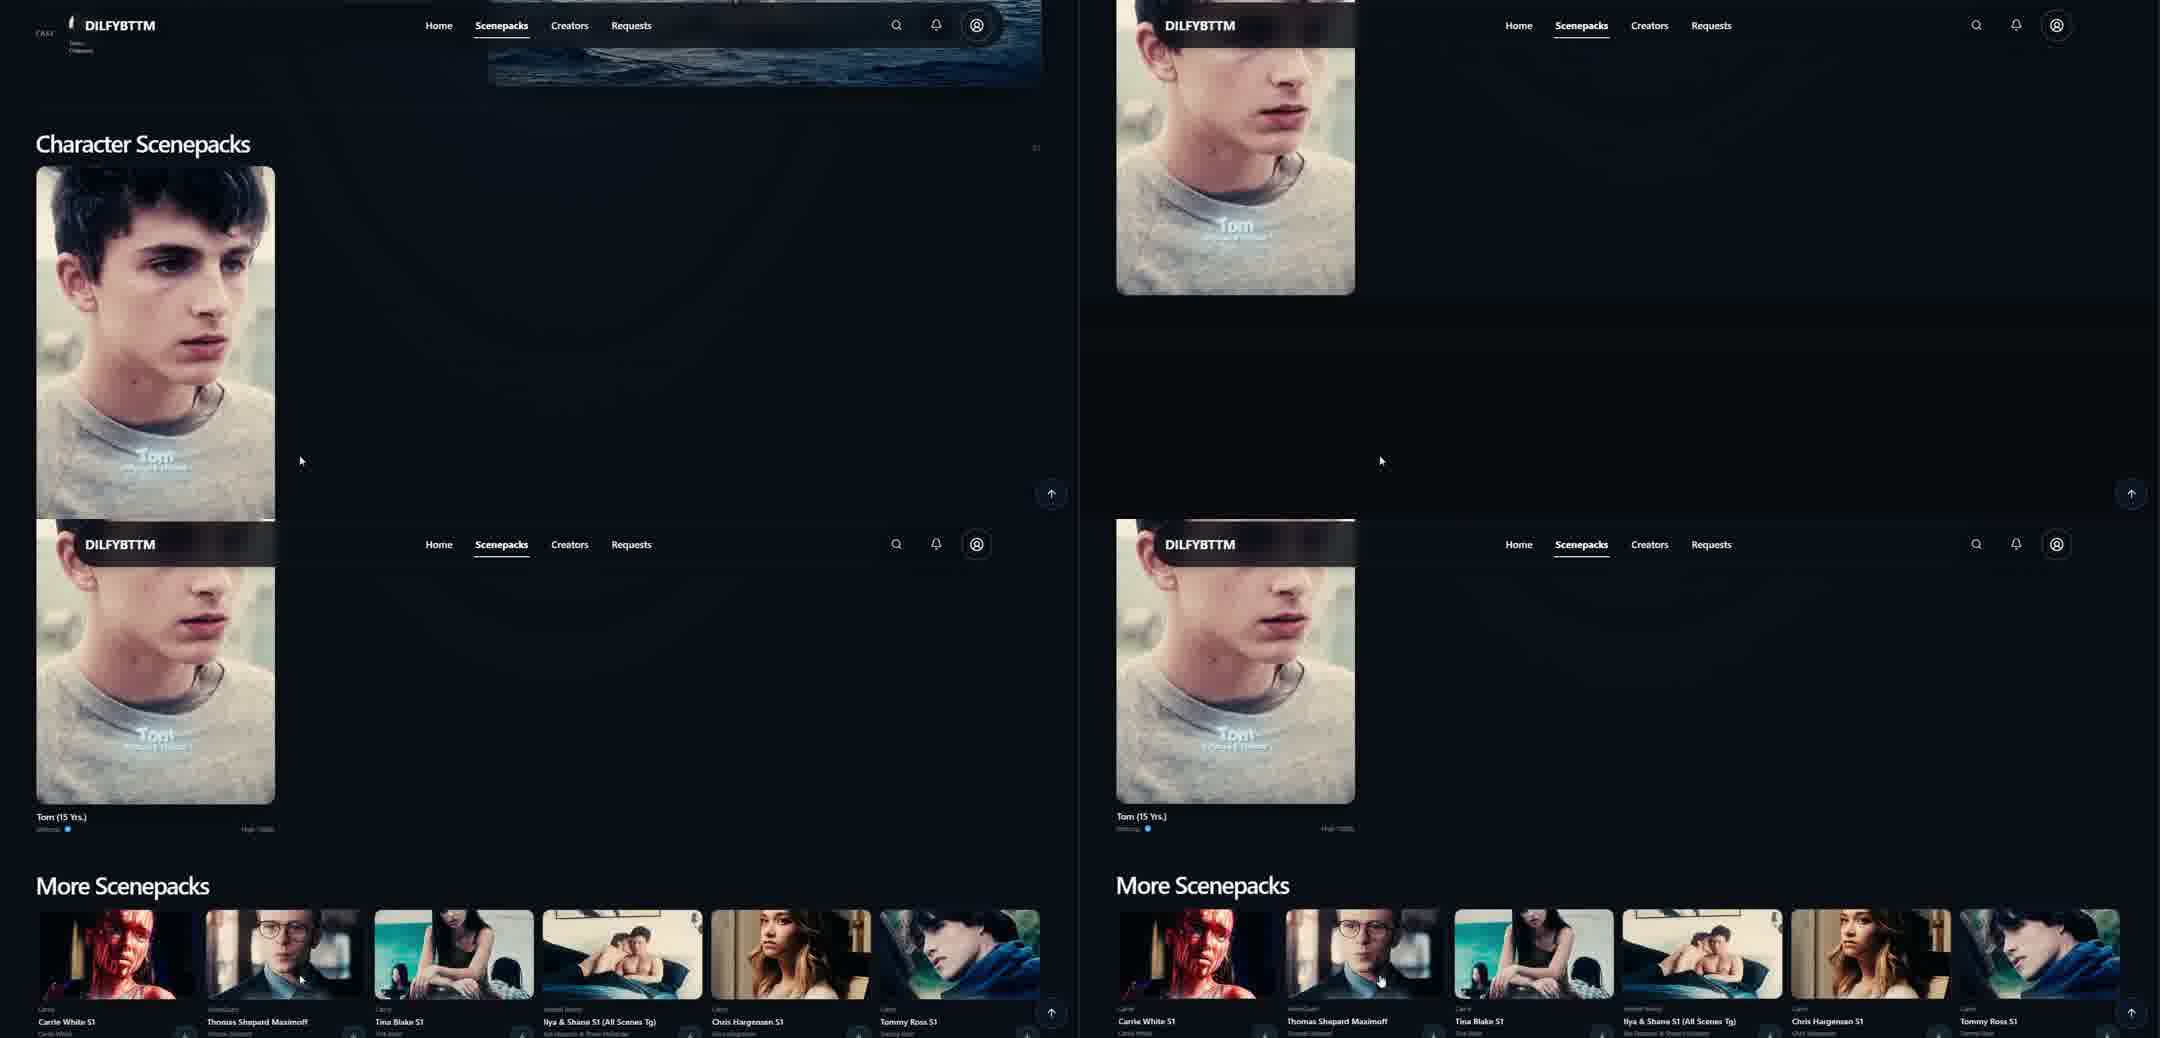 DILFYBTTM Home Scenepacks Creators Requests
CAST
Character Scenepacks
Tom
DILFYBTTM Home Scenepacks Creators Requests
Tom
DILFYBTTM Home Scenepacks Creators Requests
Tom
Tom (15 Yrs.)
More Scenepacks
Carrie White S1
Thomas Shepard Maximoff
Tina Blake S1
Ilya & Shane S1 (All Scenes Tg)
Chris Hargensen S1
Tommy Ross S1
DILFYBTTM Home Scenepacks Creators Requests
Tom
Tom (15 Yrs.)
More Scenepacks
Carrie White S1
Thomas Shepard Maximoff
Tina Blake S1
Ilya & Shane S1 (All Scenes Tg)
Chris Hargensen S1
Tommy Ross S1